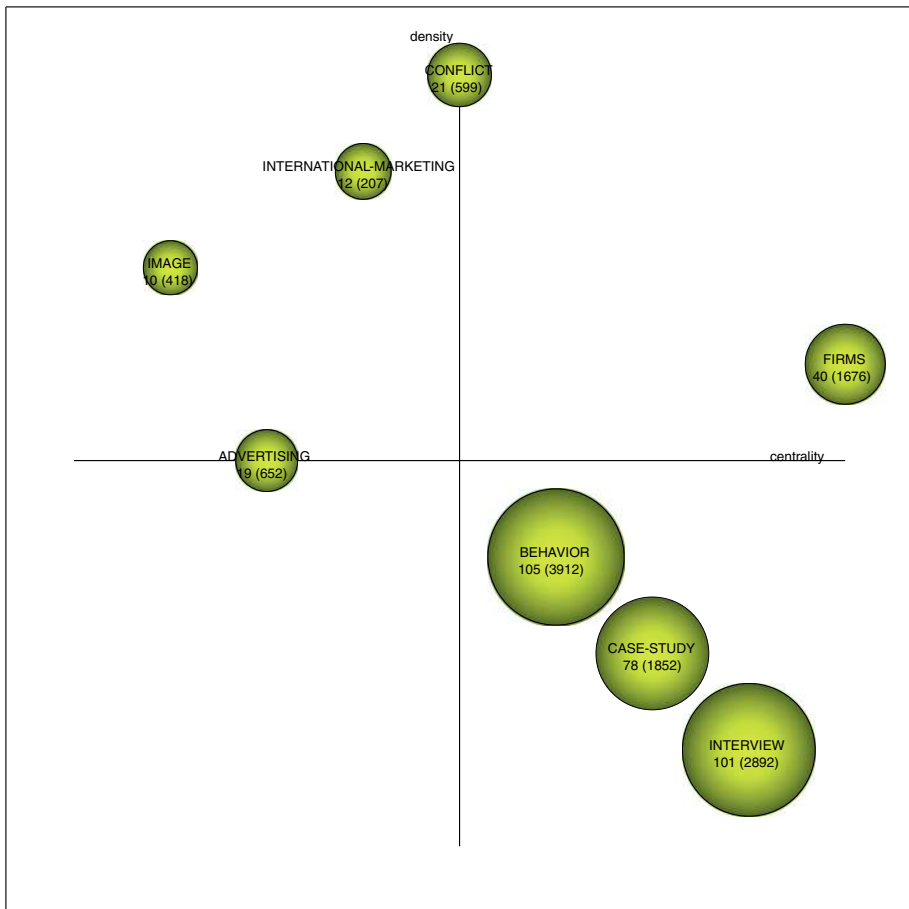 density
CONFLICT
21 (599)
INTERNATIONAL-MARKETING
12 (207)
IMAGE
10 (418)
FIRMS
40 (1676)
ADVERTISING
19 (652)
centrality
BEHAVIOR
105 (3912)
CASE-STUDY
78 (1852)
INTERVIEW
101 (2892)